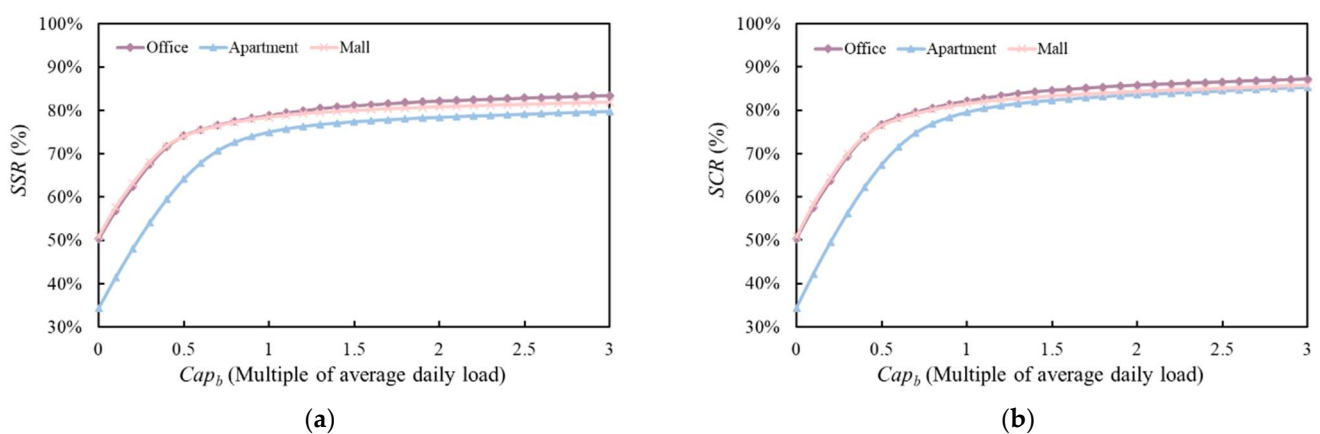 100%
90%
80%
70%
60%
50%
40%
30%
SSR (%)
Office Apartment Mall
0 0.5 1 1.5 2 2.5 3
Cap_b (Multiple of average daily load)
(a)
100%
90%
80%
70%
60%
50%
40%
30%
SCR (%)
Office Apartment Mall
0 0.5 1 1.5 2 2.5 3
Cap_b (Multiple of average daily load)
(b)